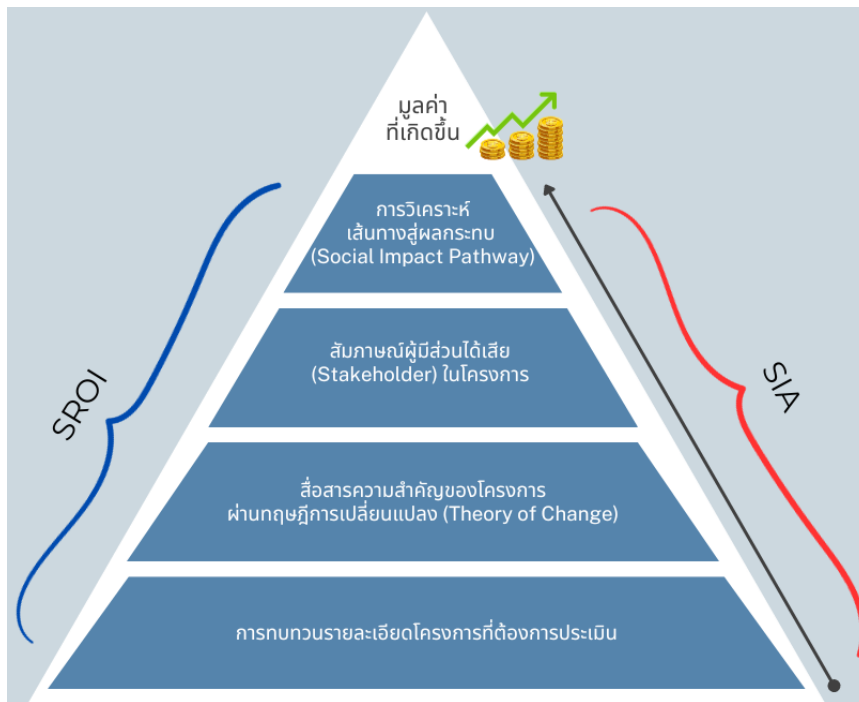 มูลค่า
ที่เกิดขึ้น
การวิเคราะห์
เส้นทางสู่ผลกระทบ
(Social Impact Pathway)
สัมภาษณ์ผู้มีส่วนได้เสีย
(Stakeholder) ในโครงการ
SROI
SIA
สื่อสารความสำคัญของโครงการ
ผ่านทฤษฎีการเปลี่ยนแปลง (Theory of Change)
การทบทวนรายละเอียดโครงการที่ต้องการประเมิน